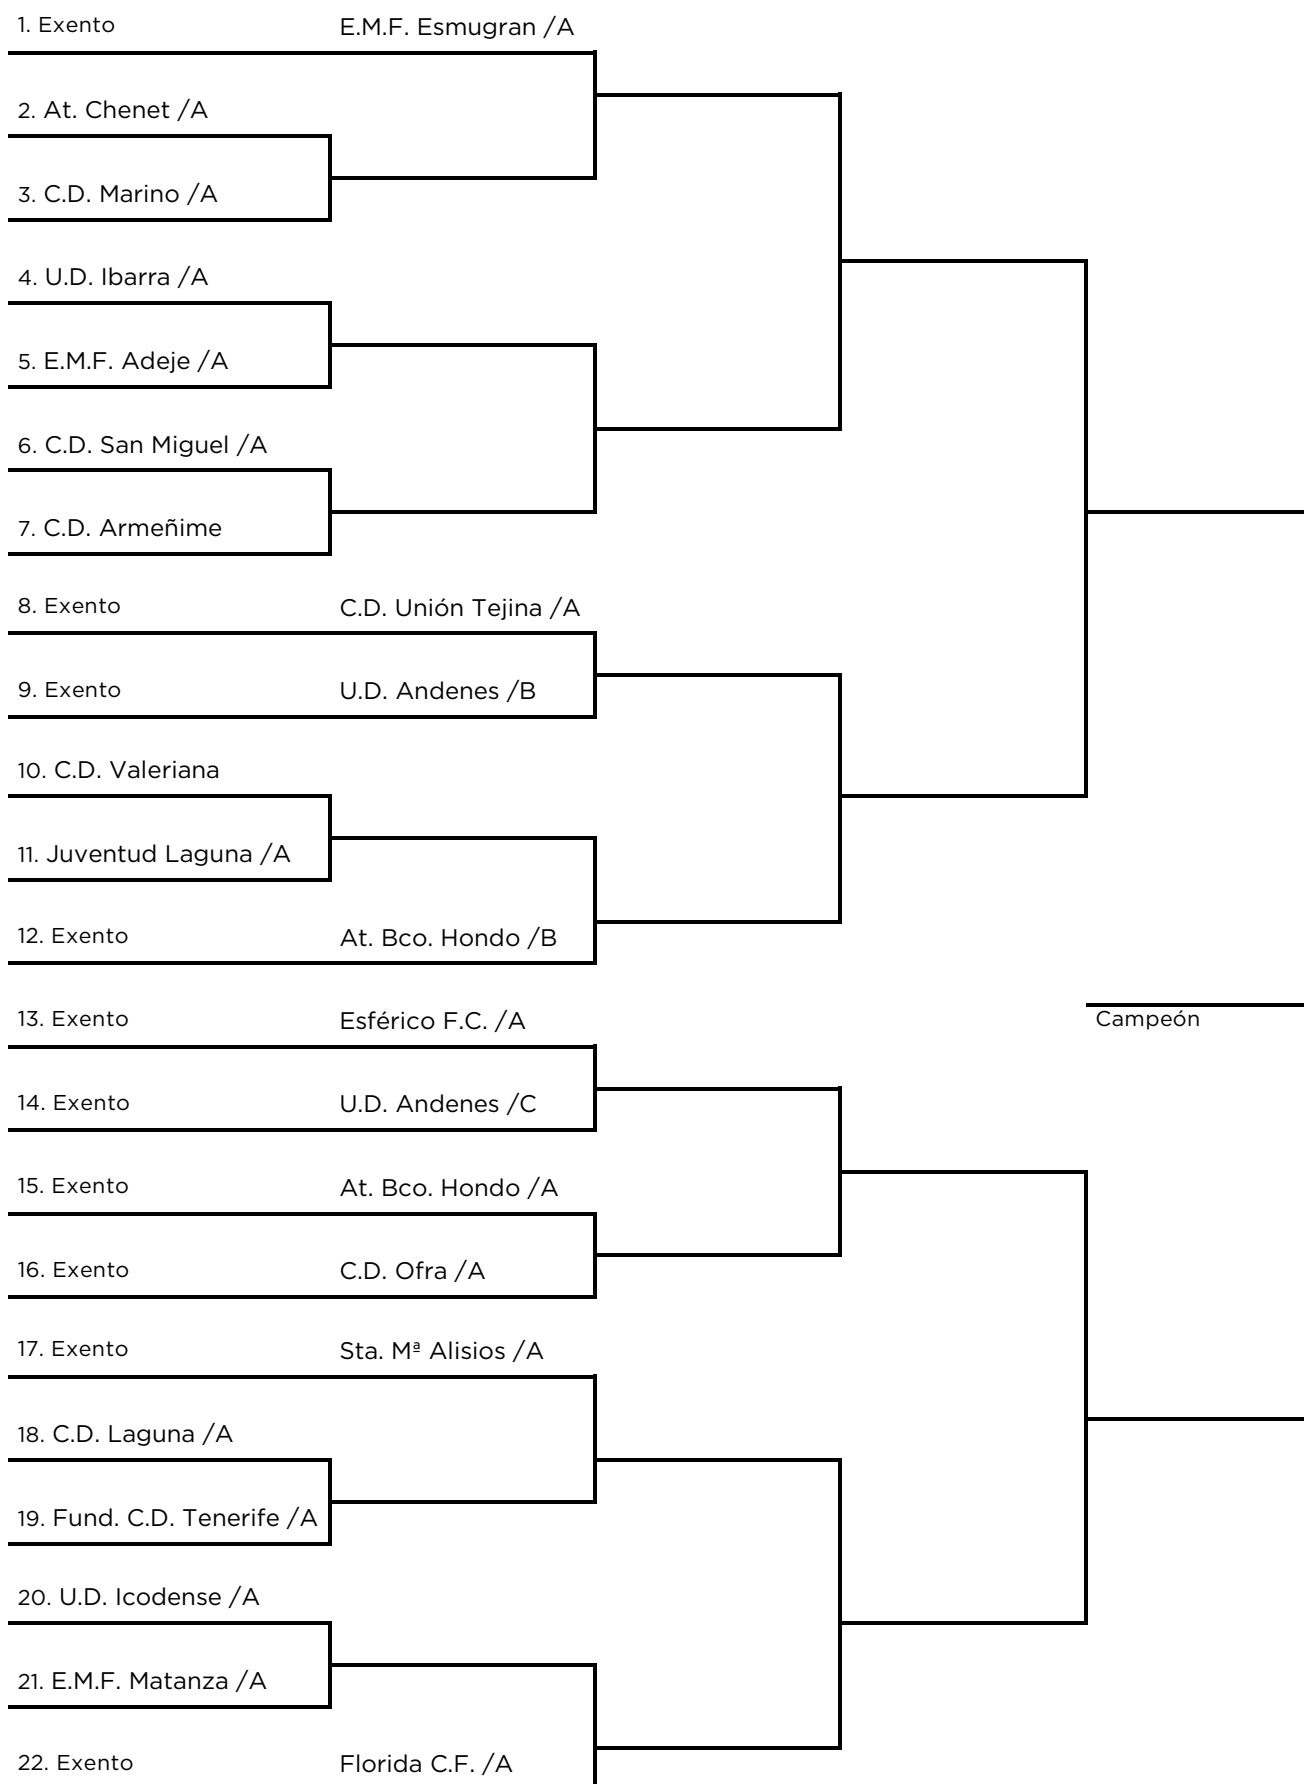 1. Exento E.M.F. Esmugran /A
2. At. Chenet /A
3. C.D. Marino /A
4. U.D. Ibarra /A
5. E.M.F. Adeje /A
6. C.D. San Miguel /A
7. C.D. Armeñime
8. Exento C.D. Unión Tejina /A
9. Exento U.D. Andenes /B
10. C.D. Valeriana
11. Juventud Laguna /A
12. Exento At. Bco. Hondo /B
13. Exento Esférico F.C. /A
Campeón
14. Exento U.D. Andenes /C
15. Exento At. Bco. Hondo /A
16. Exento C.D. Ofra /A
17. Exento Sta. Mª Alisios /A
18. C.D. Laguna /A
19. Fund. C.D. Tenerife /A
20. U.D. Icodense /A
21. E.M.F. Matanza /A
22. Exento Florida C.F. /A